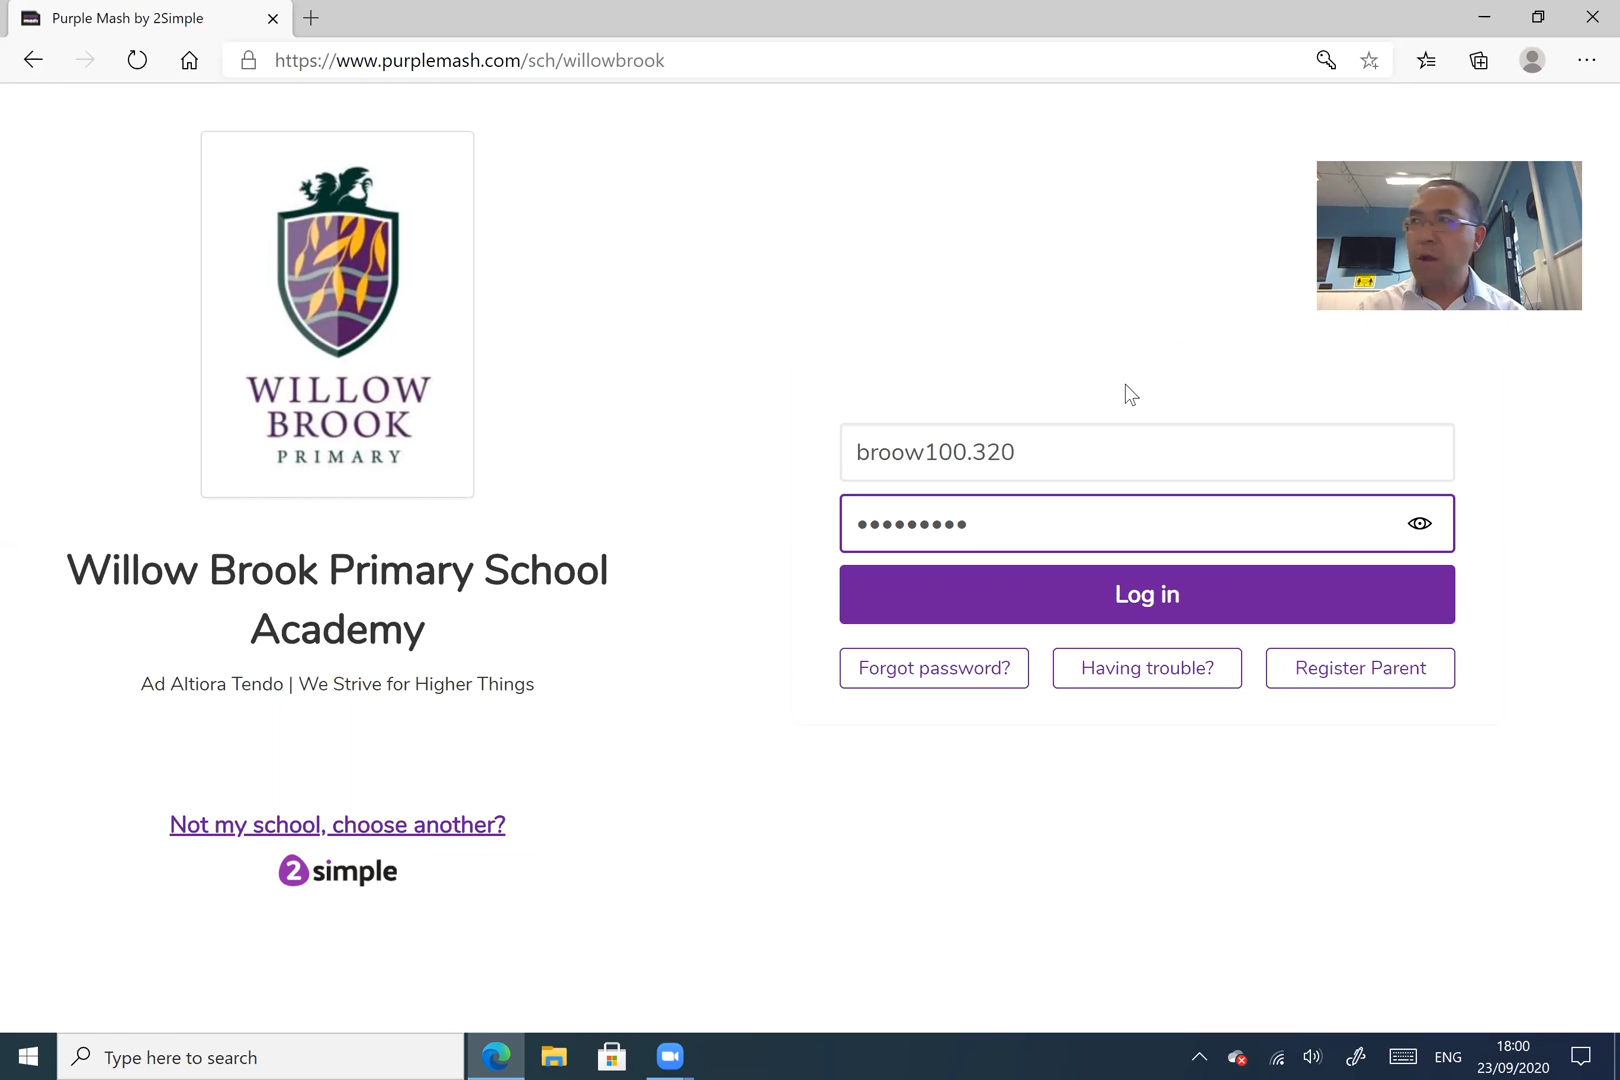 Purple Mash by 2Simple
https://www.purplemash.com/sch/willowbrook
WILLOW
BROOK
PRIMARY
Willow Brook Primary School
Academy
Ad Altiora Tendo | We Strive for Higher Things
Not my school, choose another?
2simple
broow100.320
•••••••••
Log in
Forgot password?
Having trouble?
Register Parent
Type here to search
ENG
18:00
23/09/2020